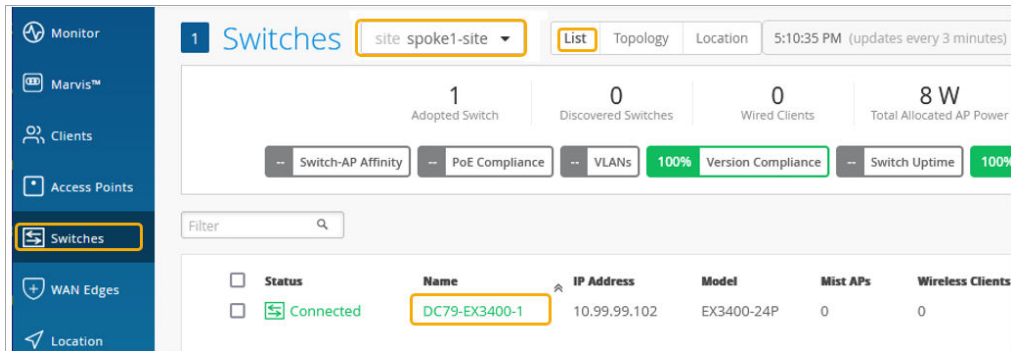 Monitor
Marvis™
Clients
Access Points
Switches
WAN Edges
Location
1 Switches site spoke1-site List Topology Location 5:10:35 PM (updates every 3 minutes)
1 0 0 8 W
Adopted Switch Discovered Switches Wired Clients Total Allocated AP Power
-- Switch-AP Affinity -- PoE Compliance -- VLANs 100% Version Compliance -- Switch Uptime 100%
Filter
Status Name IP Address Model Mist APs Wireless Clients
Connected DC79-EX3400-1 10.99.99.102 EX3400-24P 0 0